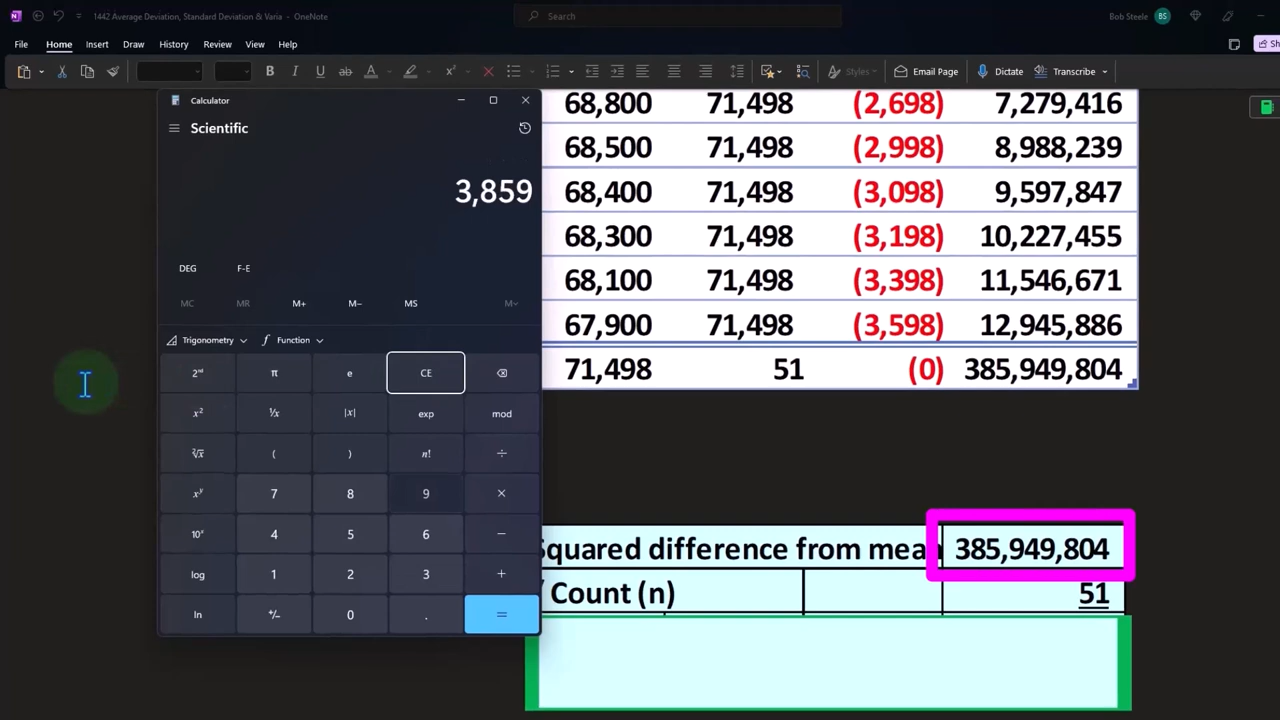 1442 Average Deviation, Standard Deviation & Varia - OneNote
Search
Bob Steele BS
File Home Insert Draw History Review View Help
Styles Email Page Dictate Transcribe
Calculator
Scientific
3,859
DEG F-E
MC MR M+ M− MS M˅
Trigonometry Function
2ⁿᵈ π e CE
x² ⅟x |x| exp mod
²√x ( ) n! ÷
xʸ 7 8 9 ×
10ˣ 4 5 6 −
log 1 2 3 +
ln +/− 0 . =
68,800 71,498 (2,698) 7,279,416
68,500 71,498 (2,998) 8,988,239
68,400 71,498 (3,098) 9,597,847
68,300 71,498 (3,198) 10,227,455
68,100 71,498 (3,398) 11,546,671
67,900 71,498 (3,598) 12,945,886
71,498 51 (0) 385,949,804
Squared difference from mean 385,949,804
Count (n) 51